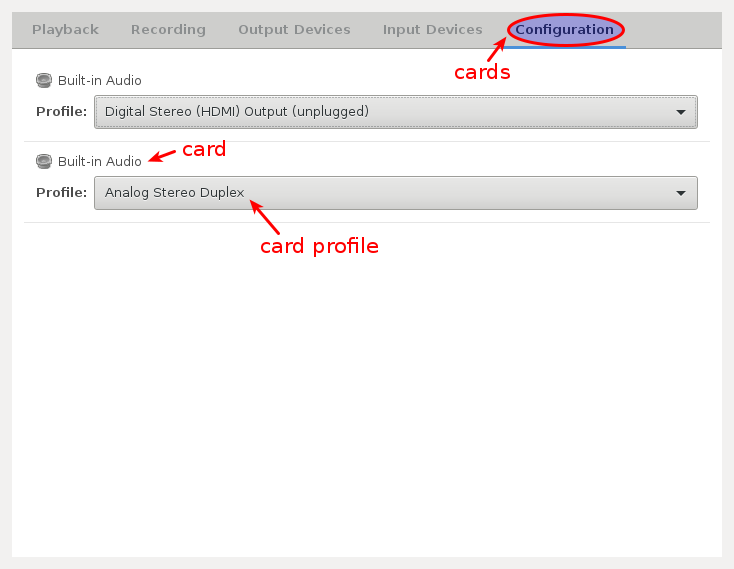 Playback Recording Output Devices Input Devices Configuration
cards
Built-in Audio
Profile: Digital Stereo (HDMI) Output (unplugged)
card
Built-in Audio
Profile: Analog Stereo Duplex
card profile